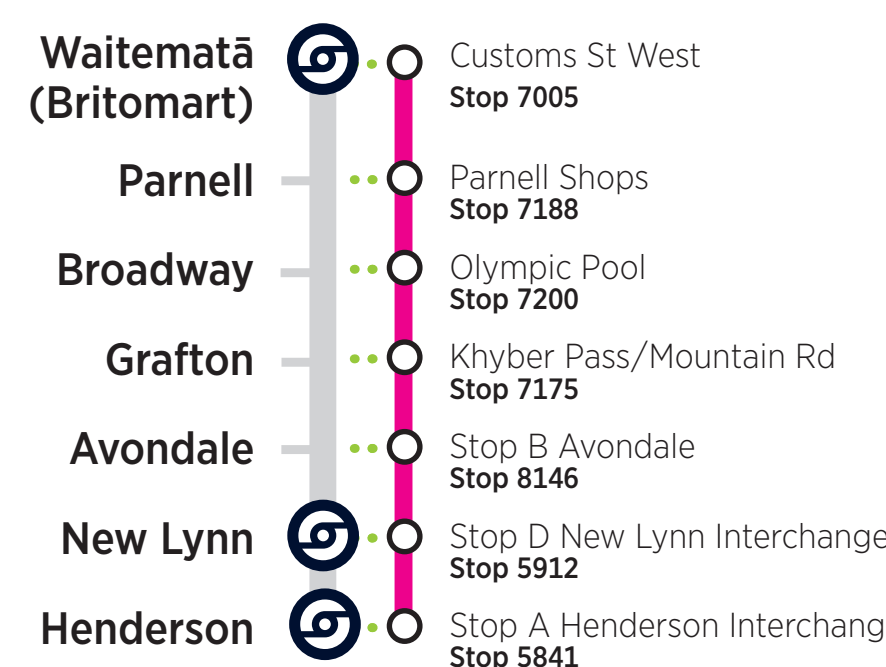 Waitematā
(Britomart)
Customs St West
Stop 7005
Parnell
Parnell Shops
Stop 7188
Broadway
Olympic Pool
Stop 7200
Grafton
Khyber Pass/Mountain Rd
Stop 7175
Avondale
Stop B Avondale
Stop 8146
New Lynn
Stop D New Lynn Interchange
Stop 5912
Henderson
Stop A Henderson Interchang
Stop 5841